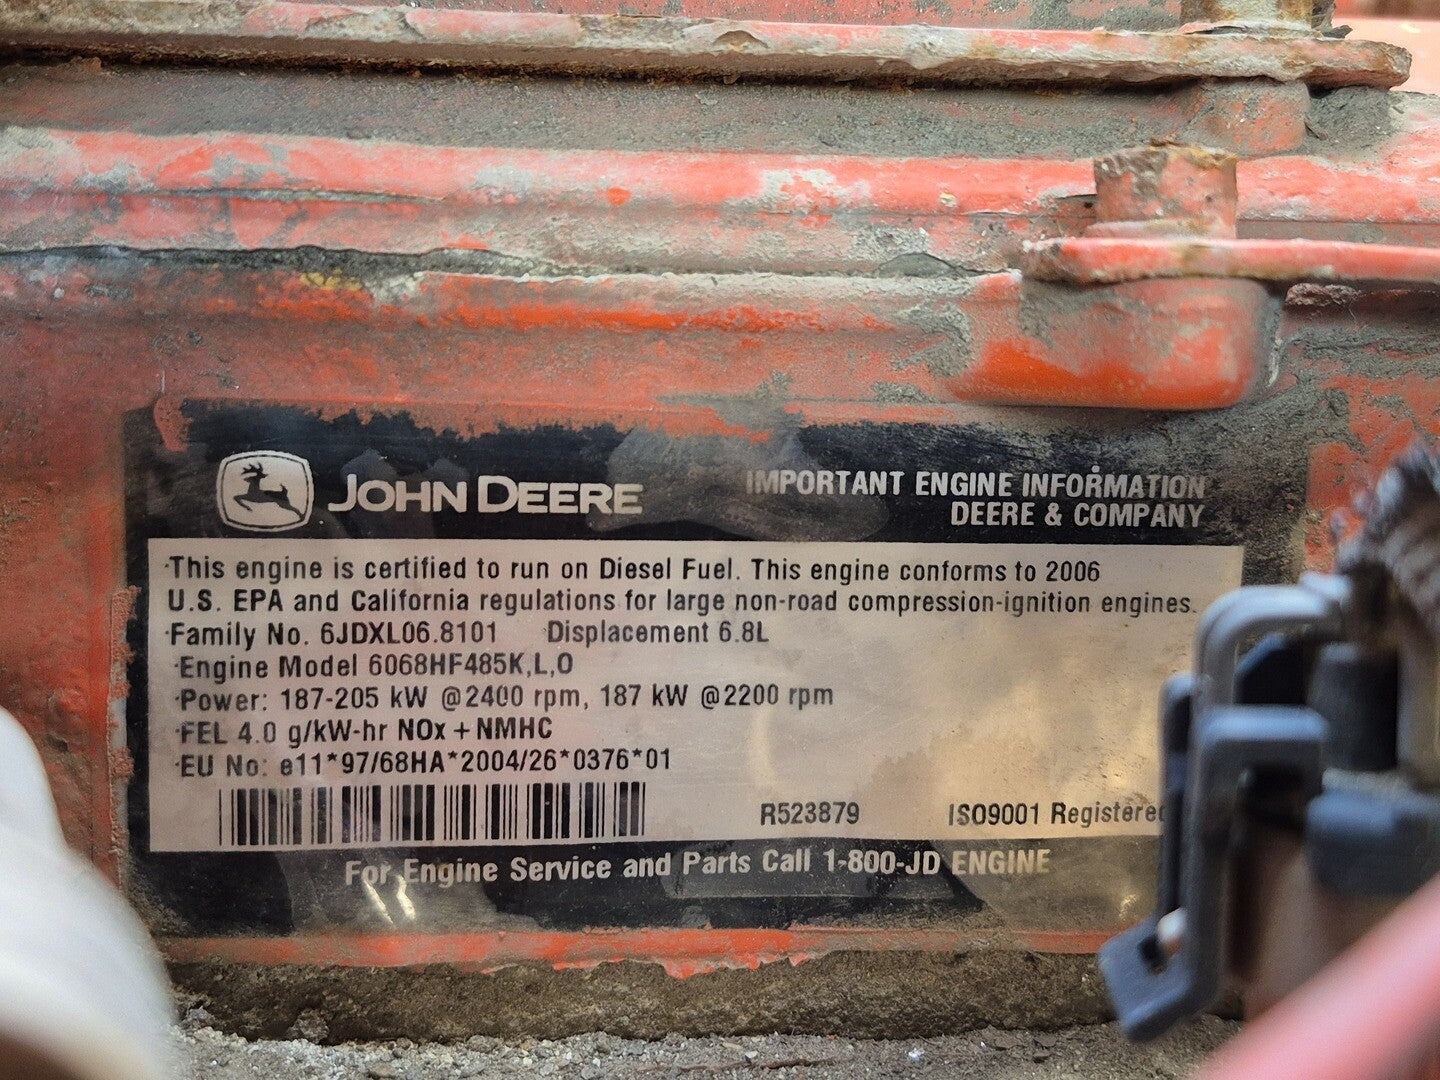 JOHN DEERE
IMPORTANT ENGINE INFORMATION
DEERE & COMPANY
This engine is certified to run on Diesel Fuel. This engine conforms to 2006
U.S. EPA and California regulations for large non-road compression-ignition engines.
Family No. 6JDXL06.8101 Displacement 6.8L
Engine Model 6068HF485K,L,O
Power: 187-205 kW @2400 rpm, 187 kW @2200 rpm
FEL 4.0 g/kW-hr NOx + NMHC
EU No: e11*97/68HA*2004/26*0376*01
R523879 ISO9001 Registered
For Engine Service and Parts Call 1-800-JD ENGINE